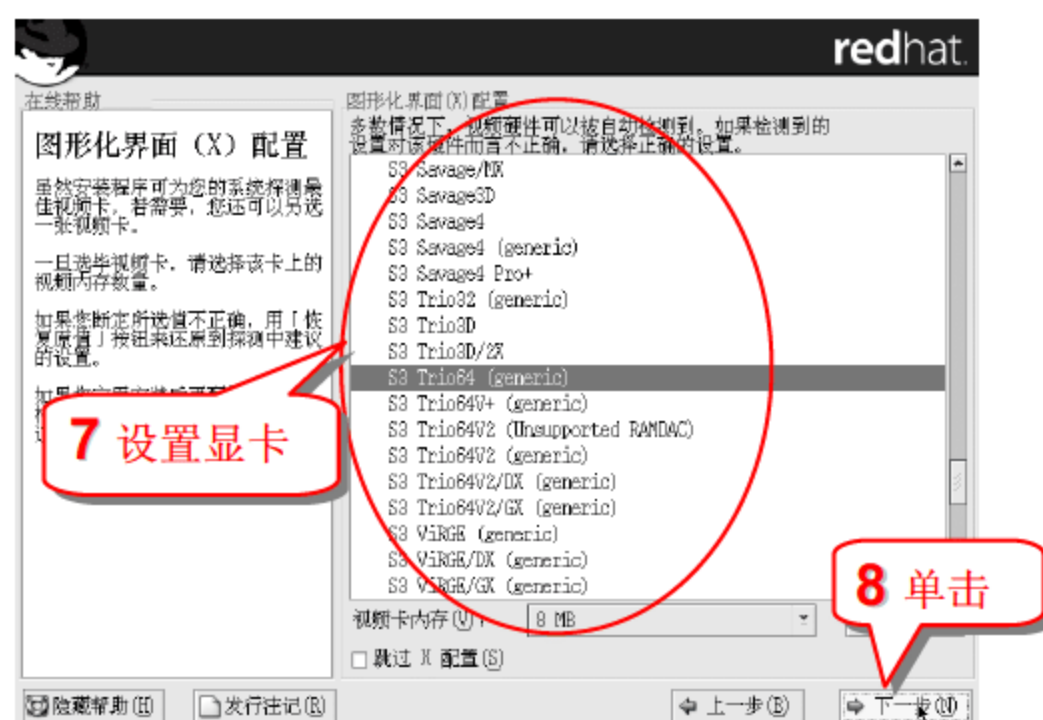 redhat.
在线帮助
图形化界面 (X) 配置
虽然安装程序可为您的系统探测最
佳视频卡, 若需要, 您还可以另选
一张视频卡。
一旦选毕视频卡, 请选择该卡上的
视频内存数量。
如果您断定所选值不正确, 用「恢
复原值」按钮来还原到探测中建议
的设置。
7 设置显卡
图形化界面(X)配置
多数情况下, 视频硬件可以被自动检测到。如果检测到的
设置对该硬件而言不正确, 请选择正确的设置。
S3 Savage/MX
S3 Savage3D
S3 Savage4
S3 Savage4 (generic)
S3 Savage4 Pro+
S3 Trio32 (generic)
S3 Trio3D
S3 Trio3D/2X
S3 Trio64 (generic)
S3 Trio64V+ (generic)
S3 Trio64V2 (Unsupported RAMDAC)
S3 Trio64V2 (generic)
S3 Trio64V2/DX (generic)
S3 Trio64V2/GX (generic)
S3 ViRGE (generic)
S3 ViRGE/DX (generic)
S3 ViRGE/GX (generic)
视频卡内存(V): 8 MB
跳过 X 配置(S)
8 单击
隐藏帮助(H)
发行注记(R)
上一步(B)
下一步(N)